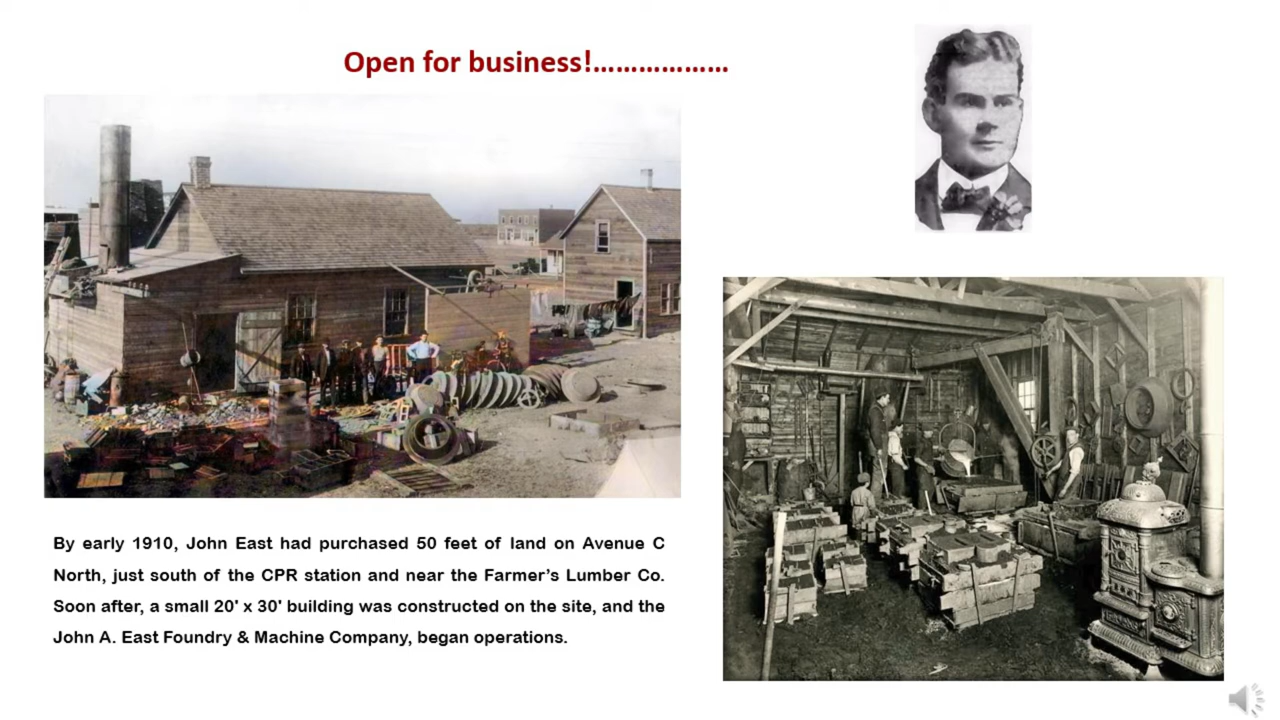 Open for business!………………
By early 1910, John East had purchased 50 feet of land on Avenue C
North, just south of the CPR station and near the Farmer’s Lumber Co.
Soon after, a small 20' x 30' building was constructed on the site, and the
John A. East Foundry & Machine Company, began operations.